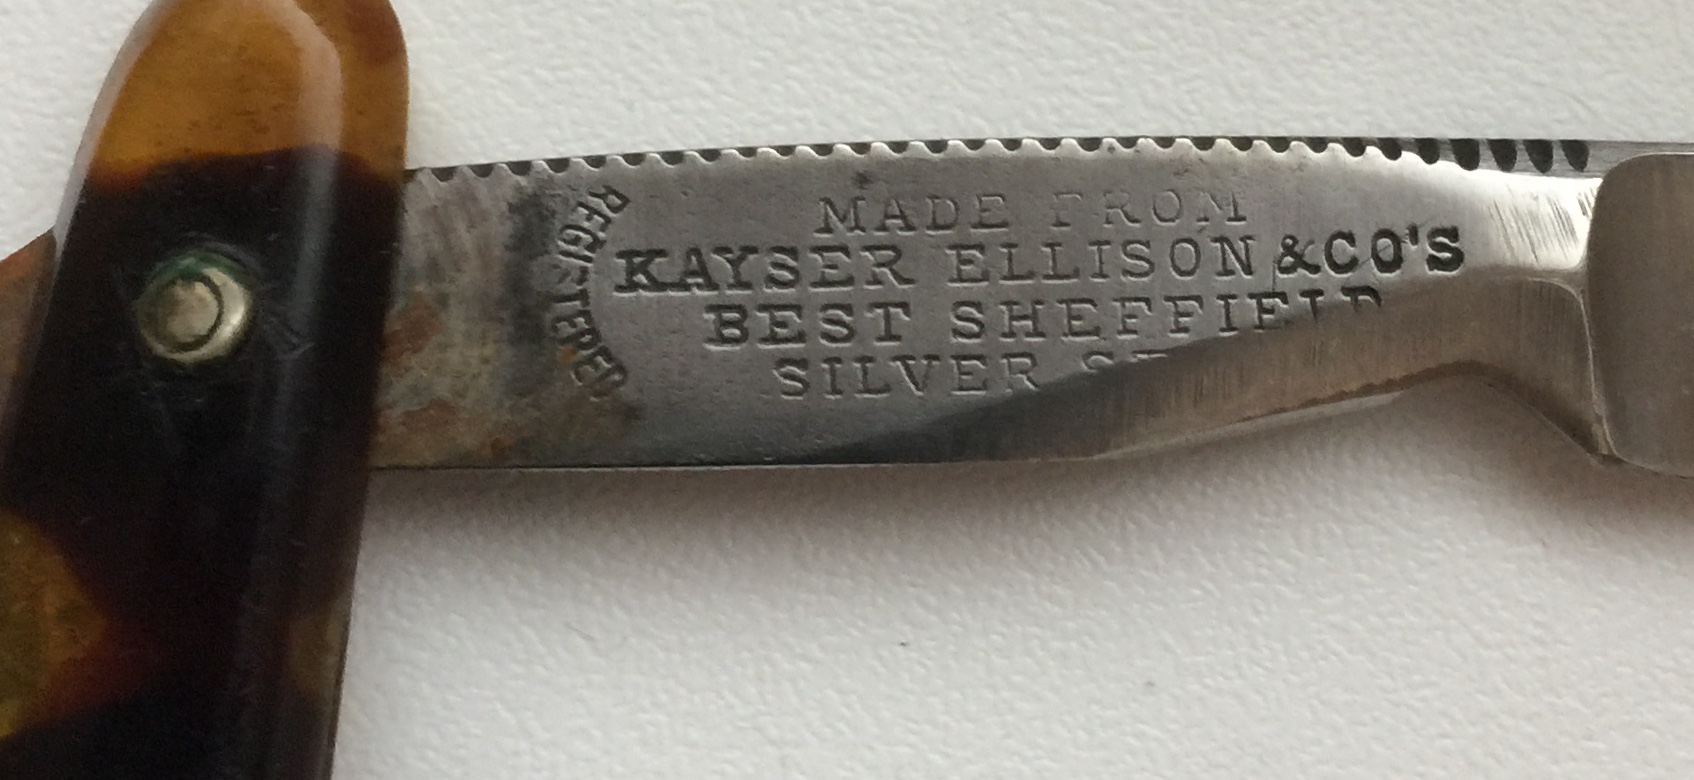 REGISTERED
MADE FROM
KAYSER ELLISON &CO'S
BEST SHEFFIELD
SILVER